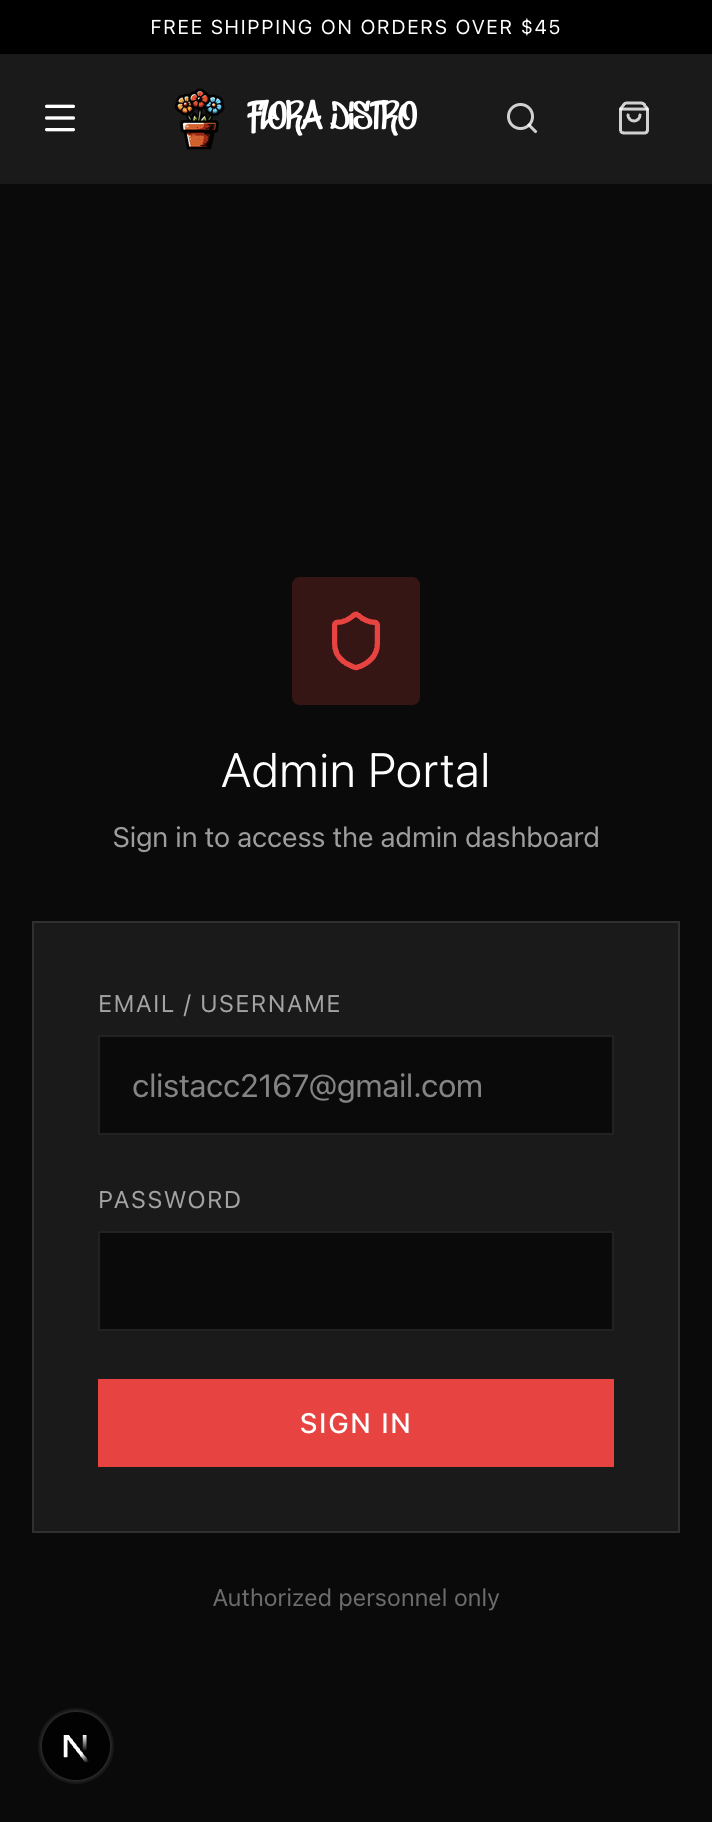 FREE SHIPPING ON ORDERS OVER $45
FLORA DISTRO
Admin Portal
Sign in to access the admin dashboard
EMAIL / USERNAME
clistacc2167@gmail.com
PASSWORD
SIGN IN
Authorized personnel only
N